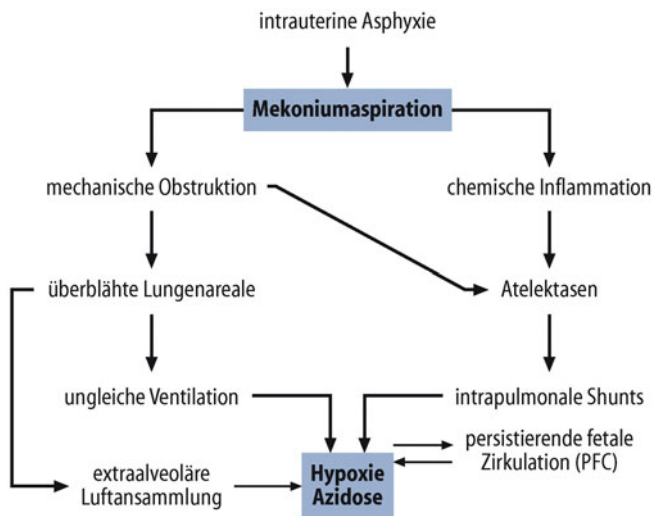 intrauterine Asphyxie
Mekoniumaspiration
mechanische Obstruktion
chemische Inflammation
überblähte Lungenareale
Atelektasen
ungleiche Ventilation
intrapulmonale Shunts
persistierende fetale
Zirkulation (PFC)
extraalveoläre
Luftansammlung
Hypoxie
Azidose